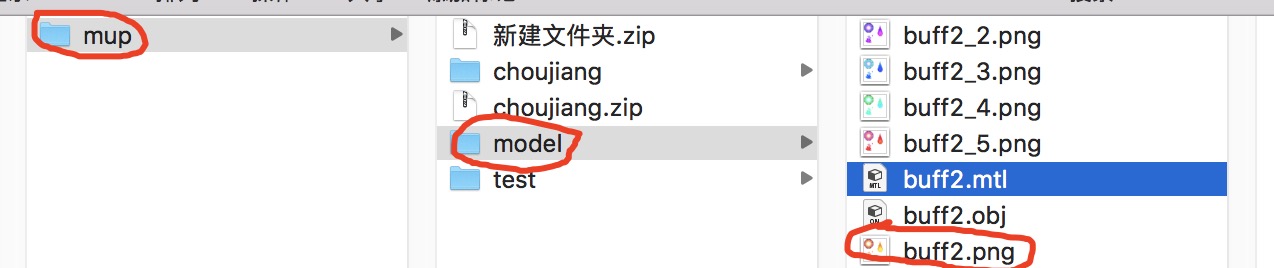 mup
新建文件夹.zip
choujiang
choujiang.zip
model
test
buff2_2.png
buff2_3.png
buff2_4.png
buff2_5.png
buff2.mtl
buff2.obj
buff2.png
MTL